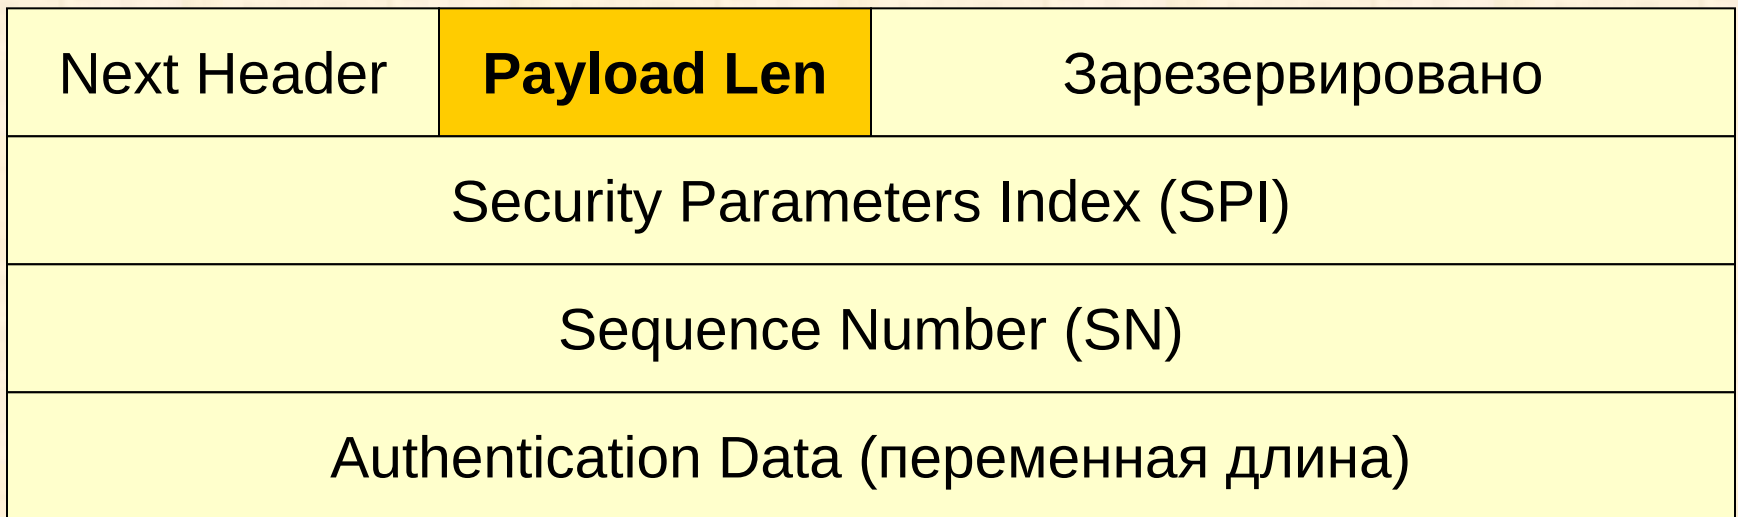 Next Header
Payload Len
Зарезервировано
Security Parameters Index (SPI)
Sequence Number (SN)
Authentication Data (переменная длина)